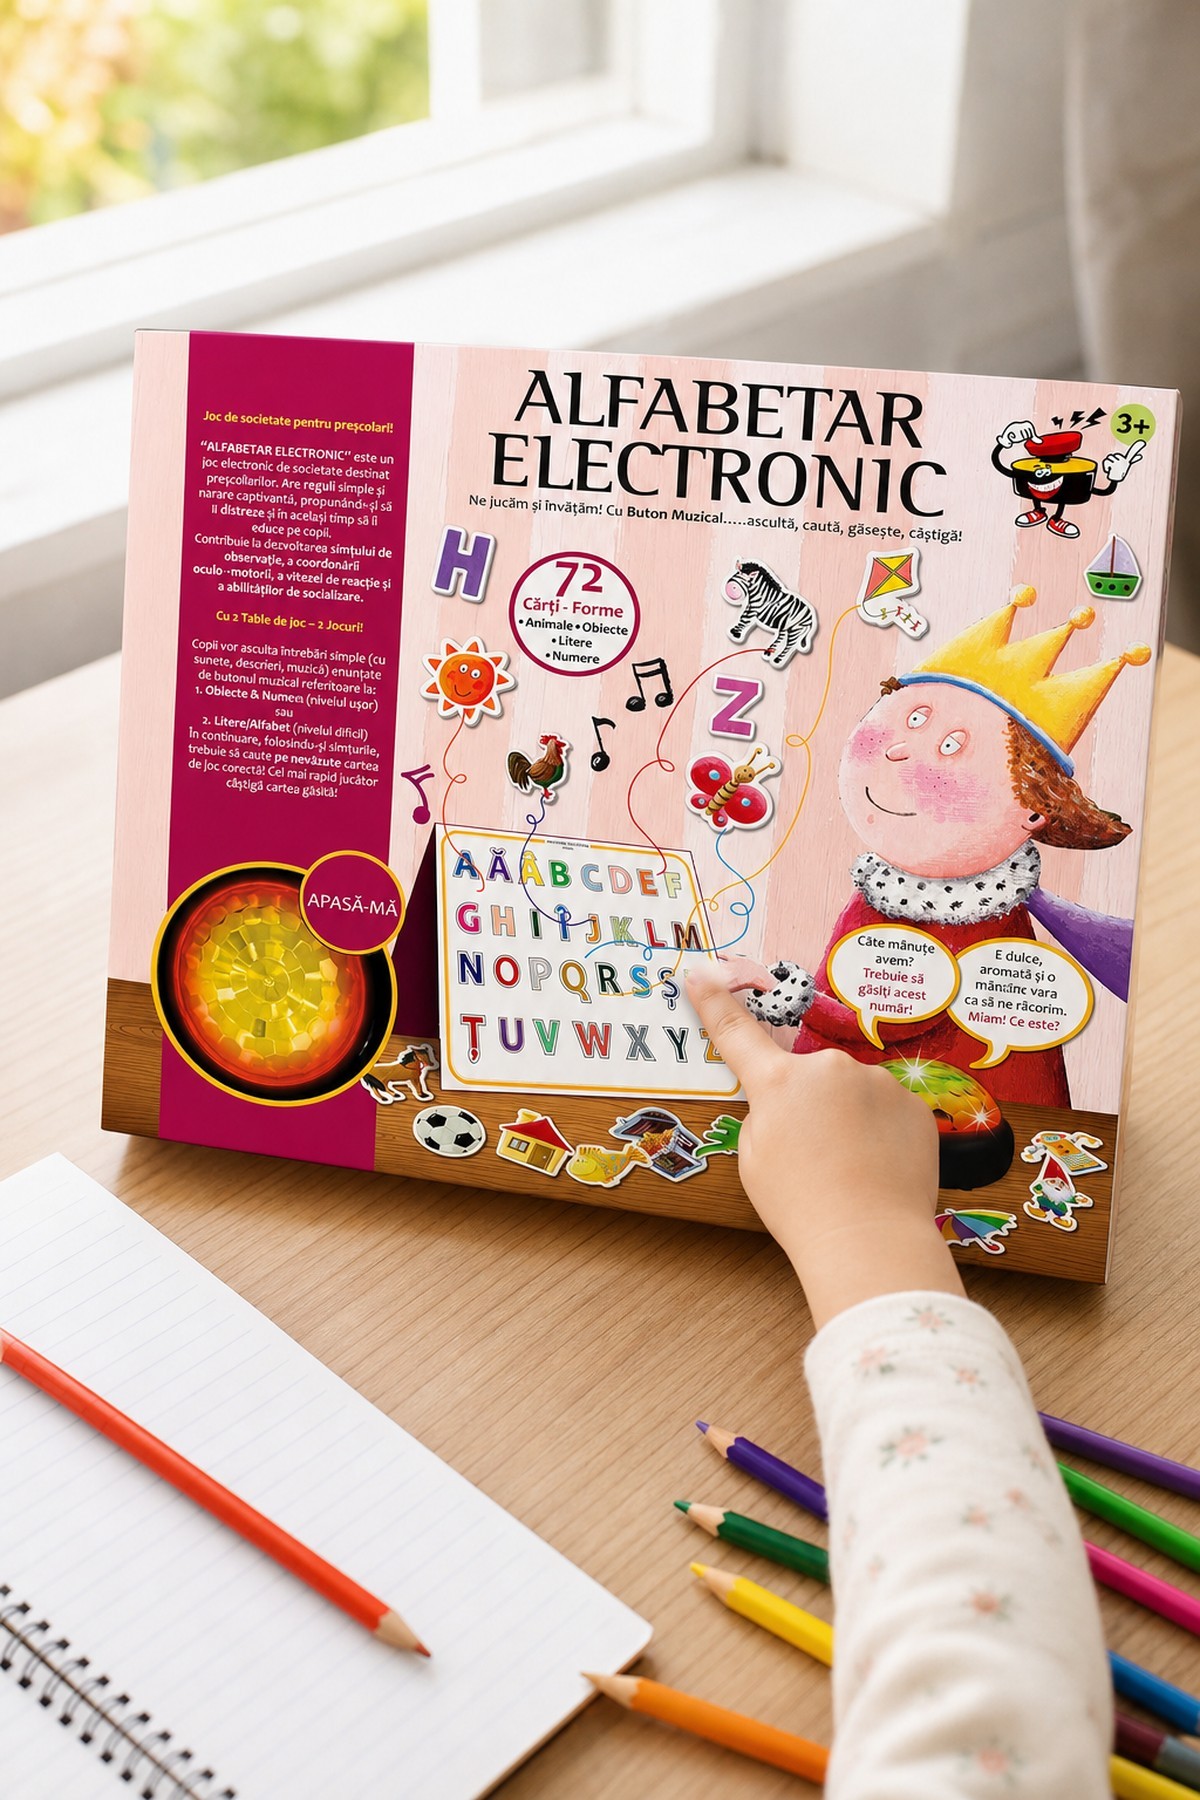 Joc de societate pentru preșcolari!
"ALFABETAR ELECTRONIC" este un
joc electronic de societate destinat
preșcolarilor. Are reguli simple și
narare captivantă, propunând-și să
îi distreze și în același timp să îi
educe pe copii.
Contribuie la dezvoltarea simțului de
observație, a coordonării
oculo-motorii, a vitezei de reacție și
a abilităților de socializare.
Cu 2 Table de joc – 2 Jocuri!
Copii vor asculta întrebări simple (cu
sunete, descrieri, muzică) enunțate
de butonul muzical referitoare la:
1. Obiecte & Numere (nivelul ușor)
sau
2. Litere/Alfabet (nivelul dificil)
În continuare, folosindu-și simțurile,
trebuie să caute pe nevăzute cartea
de joc corectă! Cel mai rapid jucător
câștigă cartea găsită!
APASĂ-MĂ
ALFABETAR
ELECTRONIC
Ne jucăm și învățăm! Cu Buton Muzical.....ascultă, caută, găsește, câștigă!
3+
H
72
Cărți - Forme
• Animale • Obiecte
• Litere
• Numere
Z
A Ă Â B C D E F
G H I Î J K L M
N O P Q R S Ș
Ț U V W X Y Z
Câte mânuțe
avem?
Trebuie să
găsiți acest
număr!
E dulce,
aromată și o
mâncăm vara
ca să ne răcorim.
Miam! Ce este?